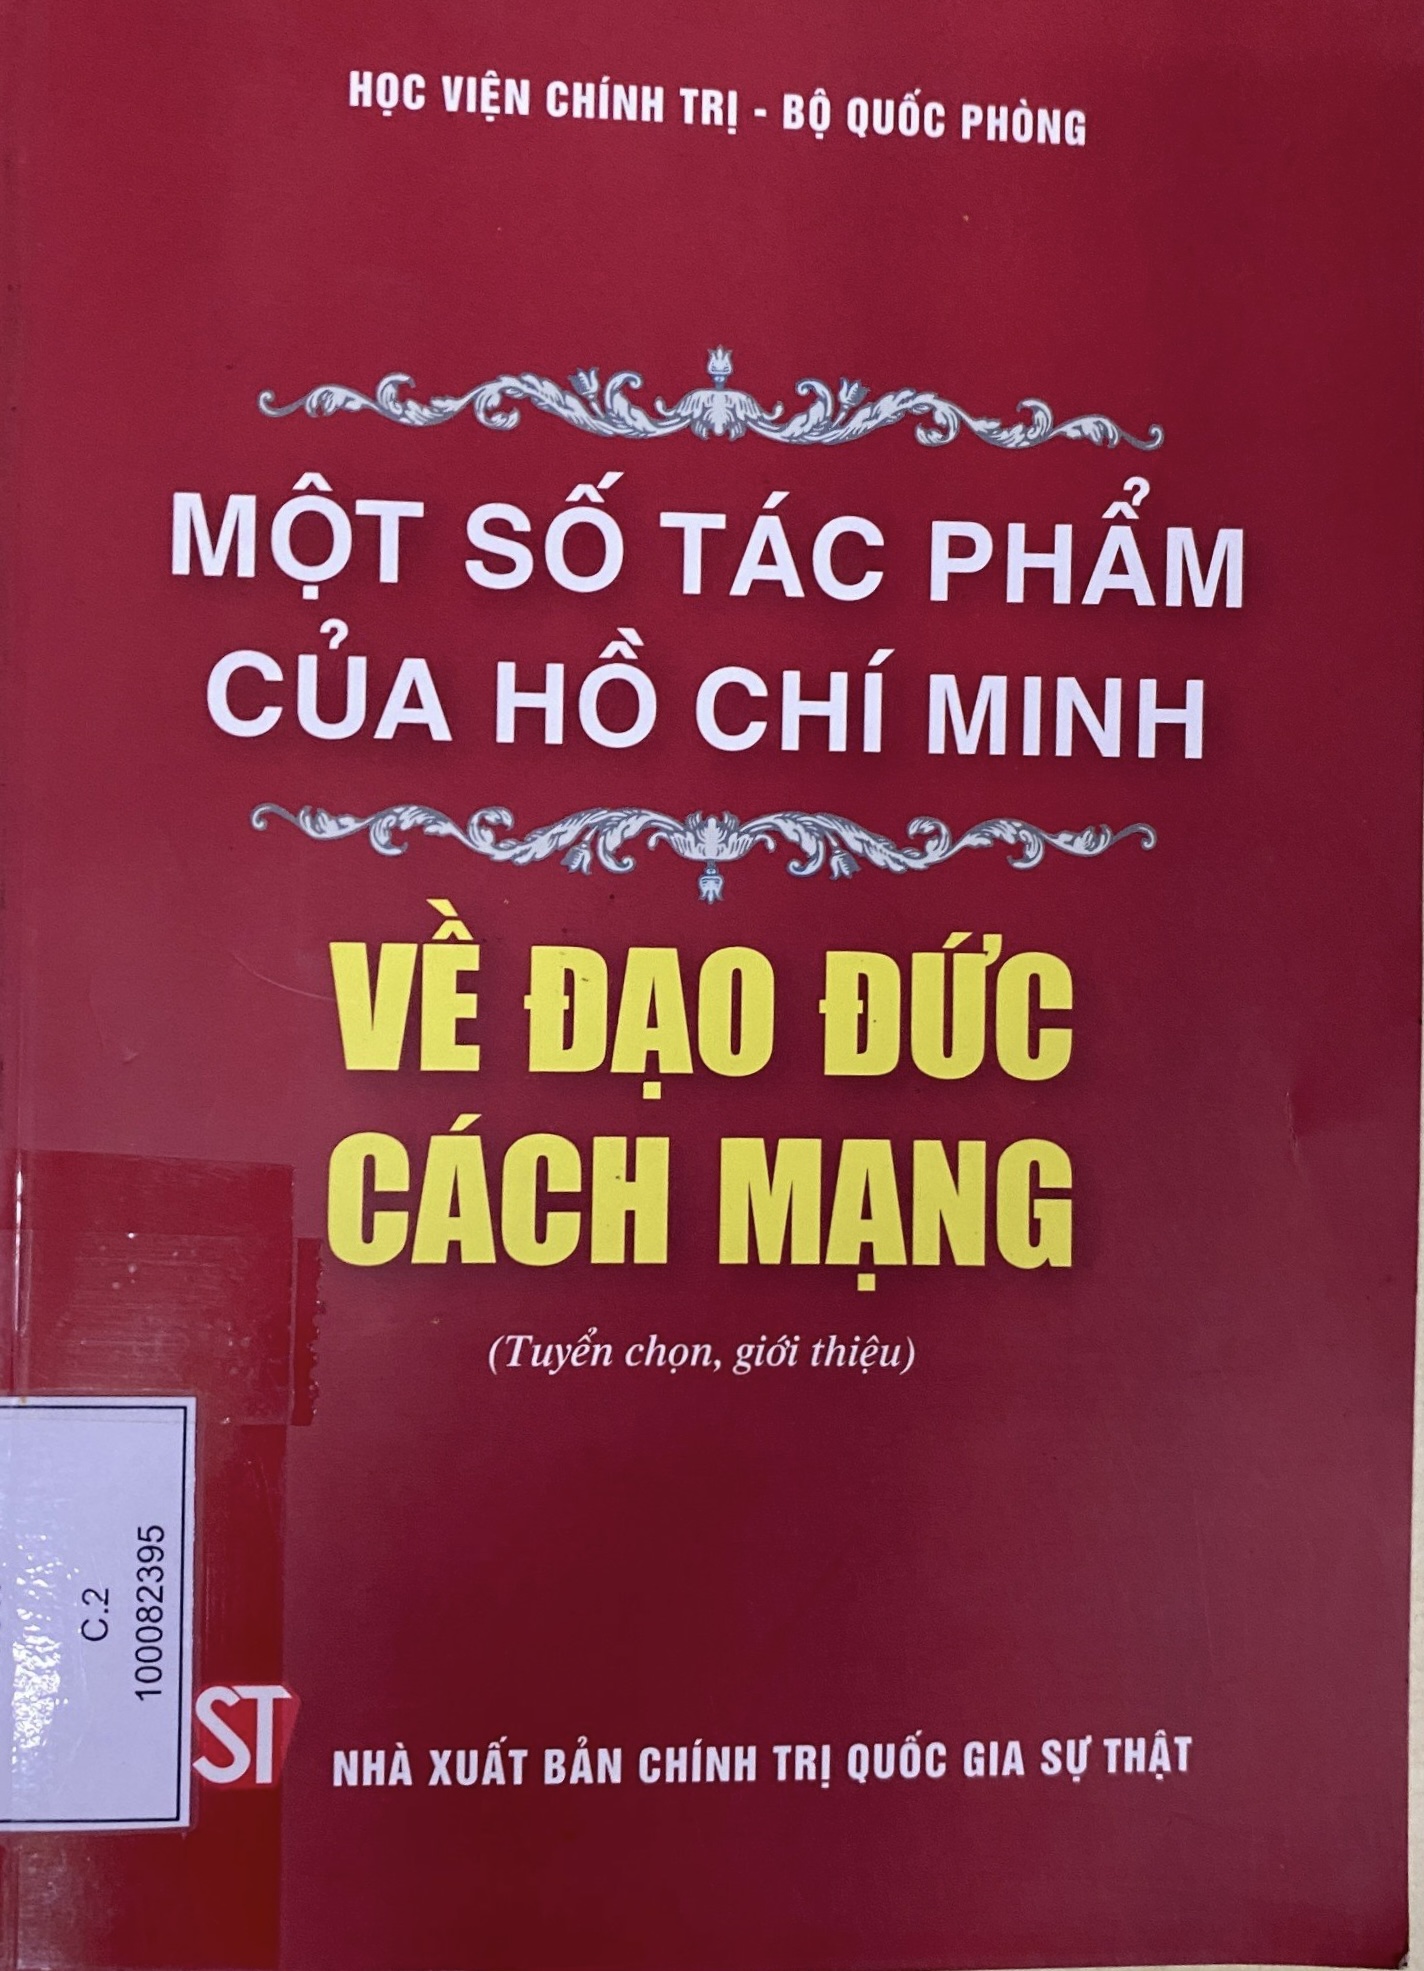 HỌC VIỆN CHÍNH TRỊ - BỘ QUỐC PHÒNG
MỘT SỐ TÁC PHẨM
CỦA HỒ CHÍ MINH
VỀ ĐẠO ĐỨC
CÁCH MẠNG
(Tuyển chọn, giới thiệu)
C.2
100082395
ST
NHÀ XUẤT BẢN CHÍNH TRỊ QUỐC GIA SỰ THẬT